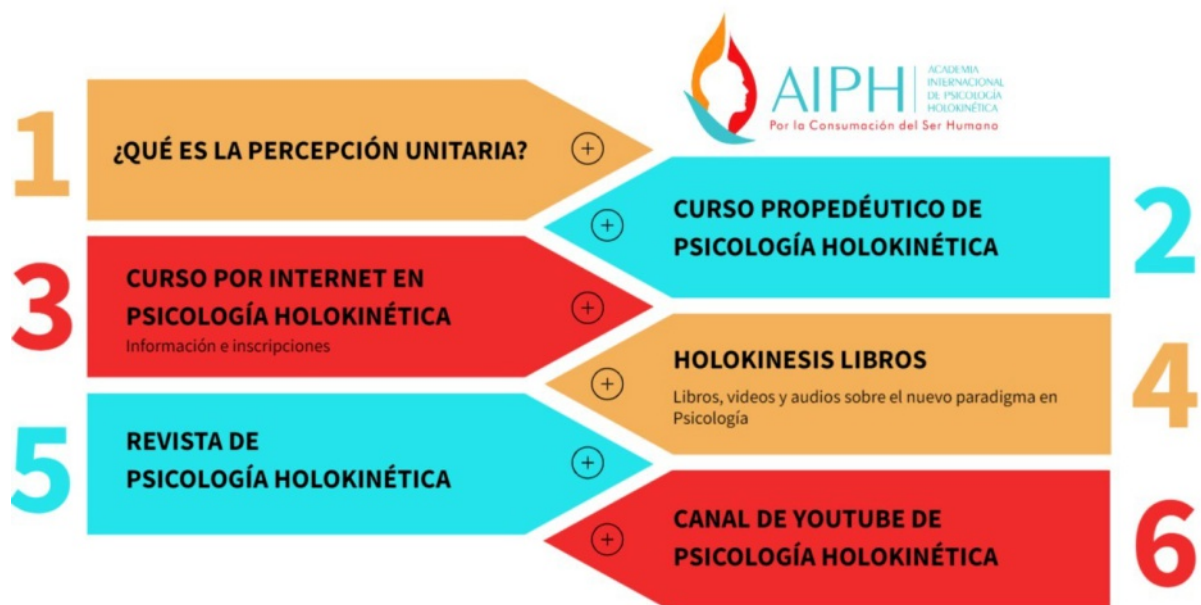 AIPH
ACADEMIA
INTERNACIONAL
DE PSICOLOGÍA
HOLOKINÉTICA
Por la Consumación del Ser Humano
1
¿QUÉ ES LA PERCEPCIÓN UNITARIA?
2
CURSO PROPEDÉUTICO DE
PSICOLOGÍA HOLOKINÉTICA
3
CURSO POR INTERNET EN
PSICOLOGÍA HOLOKINÉTICA
Información e inscripciones
4
HOLOKINESIS LIBROS
Libros, videos y audios sobre el nuevo paradigma en
Psicología
5
REVISTA DE
PSICOLOGÍA HOLOKINÉTICA
6
CANAL DE YOUTUBE DE
PSICOLOGÍA HOLOKINÉTICA